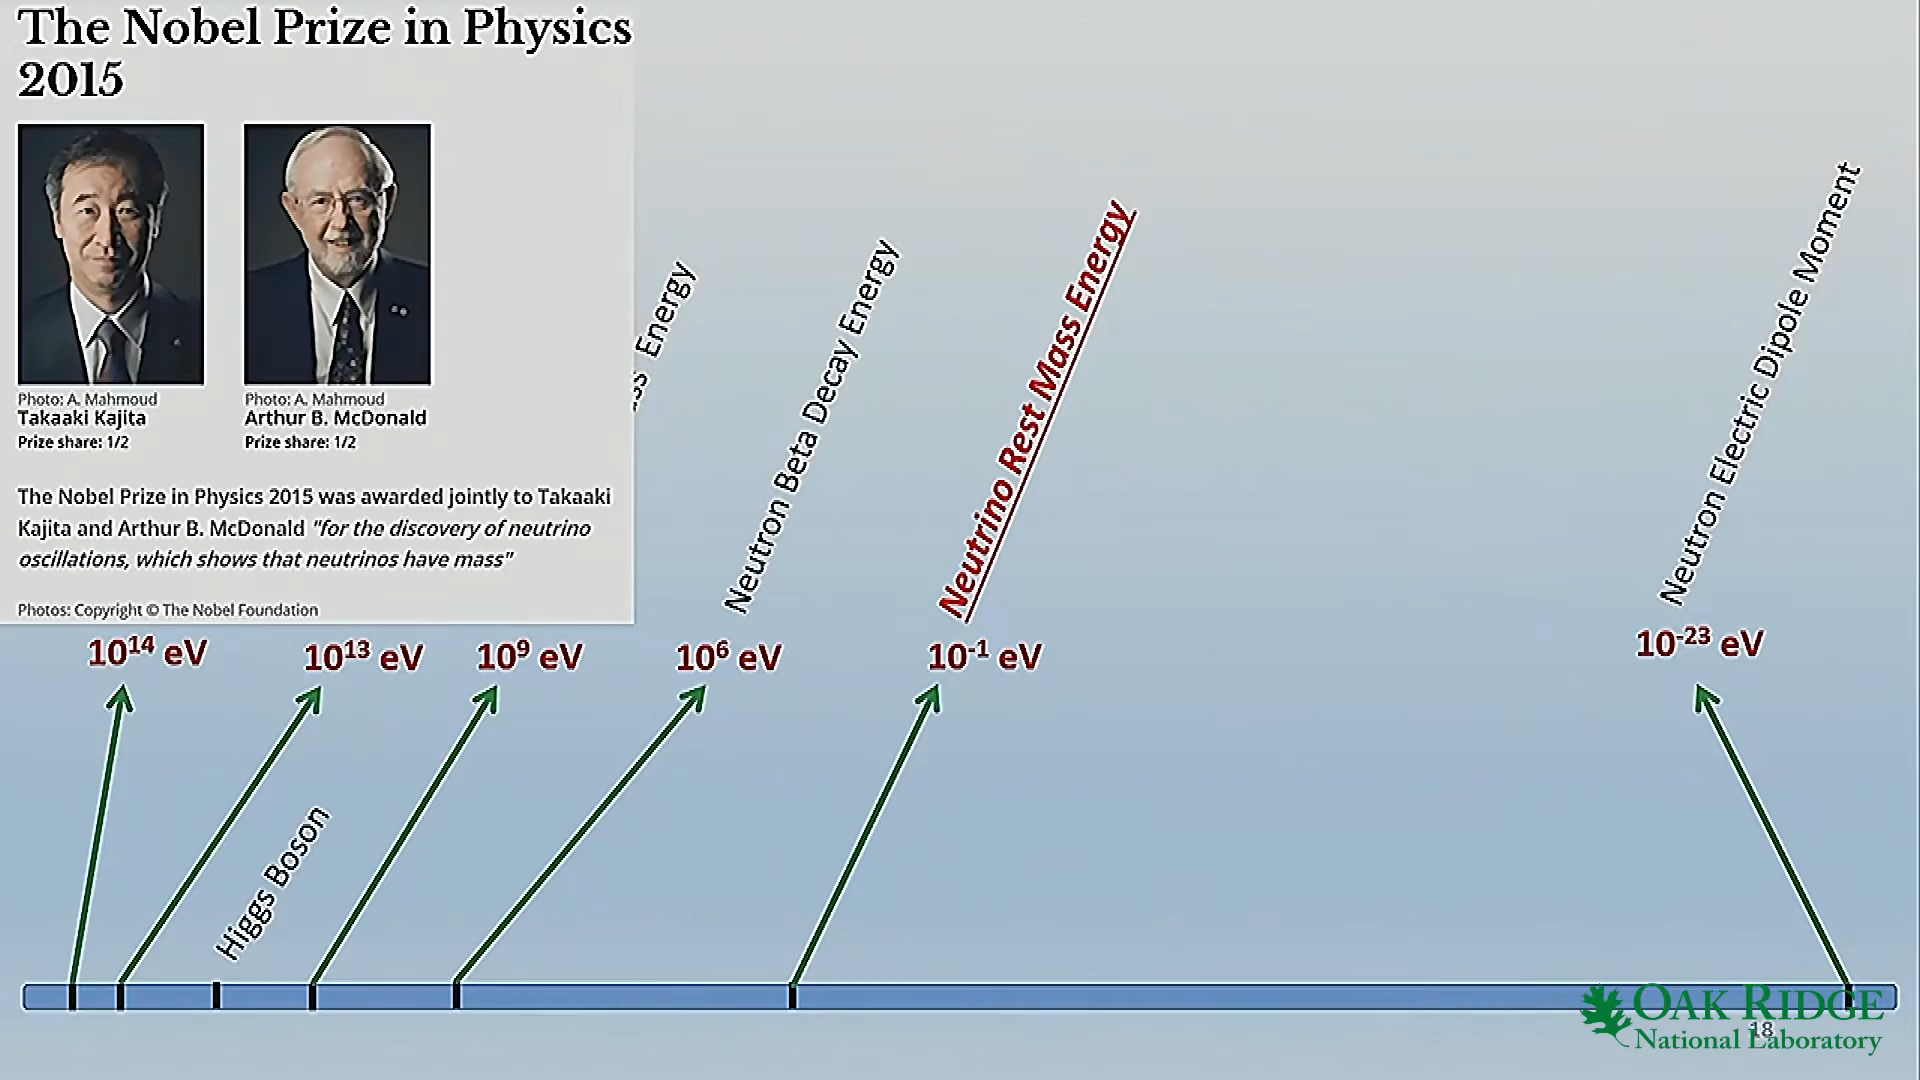 The Nobel Prize in Physics
2015
Photo: A. Mahmoud
Takaaki Kajita
Prize share: 1/2
Photo: A. Mahmoud
Arthur B. McDonald
Prize share: 1/2
The Nobel Prize in Physics 2015 was awarded jointly to Takaaki
Kajita and Arthur B. McDonald "for the discovery of neutrino
oscillations, which shows that neutrinos have mass"
Photos: Copyright © The Nobel Foundation
Energy
Neutron Beta Decay Energy
Neutrino Rest Mass Energy
Neutron Electric Dipole Moment
10¹⁴ eV
10¹³ eV
10⁹ eV
10⁶ eV
10⁻¹ eV
10⁻²³ eV
Higgs Boson
OAK RIDGE
National Laboratory
18